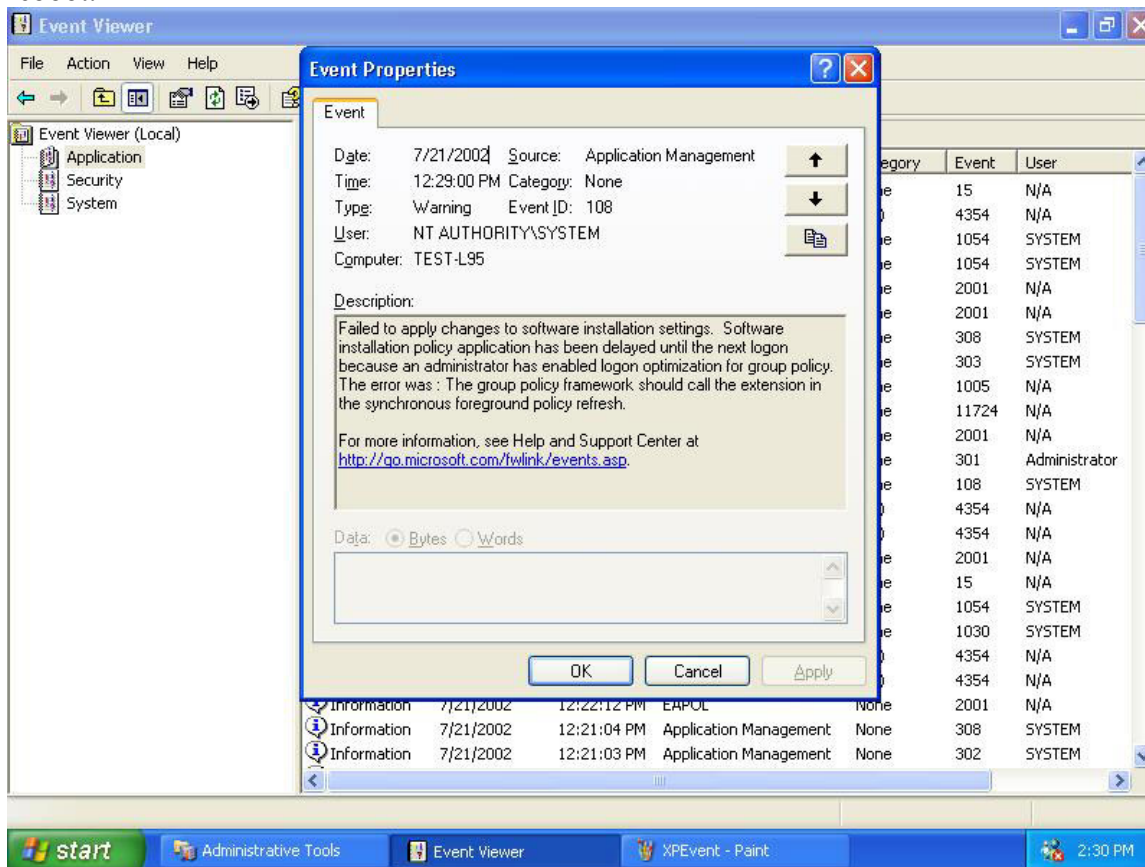 Event Viewer
File Action View Help
Event Viewer (Local)
Application
Security
System
Event Properties
Event
Date: 7/21/2002 Source: Application Management
Time: 12:29:00 PM Category: None
Type: Warning Event ID: 108
User: NT AUTHORITY\SYSTEM
Computer: TEST-L95
Description:
Failed to apply changes to software installation settings. Software
installation policy application has been delayed until the next logon
because an administrator has enabled logon optimization for group policy.
The error was : The group policy framework should call the extension in
the synchronous foreground policy refresh.
For more information, see Help and Support Center at
http://go.microsoft.com/fwlink/events.asp.
Data: Bytes Words
OK Cancel Apply
Event User
15 N/A
4354 N/A
1054 SYSTEM
1054 SYSTEM
2001 N/A
2001 N/A
308 SYSTEM
303 SYSTEM
1005 N/A
11724 N/A
2001 N/A
301 Administrator
108 SYSTEM
4354 N/A
4354 N/A
2001 N/A
15 N/A
1054 SYSTEM
1030 SYSTEM
4354 N/A
4354 N/A
Information 7/21/2002 12:22:12 PM EAPOL None 2001 N/A
Information 7/21/2002 12:21:04 PM Application Management None 308 SYSTEM
Information 7/21/2002 12:21:03 PM Application Management None 302 SYSTEM
start Administrative Tools Event Viewer XPEvent - Paint 2:30 PM